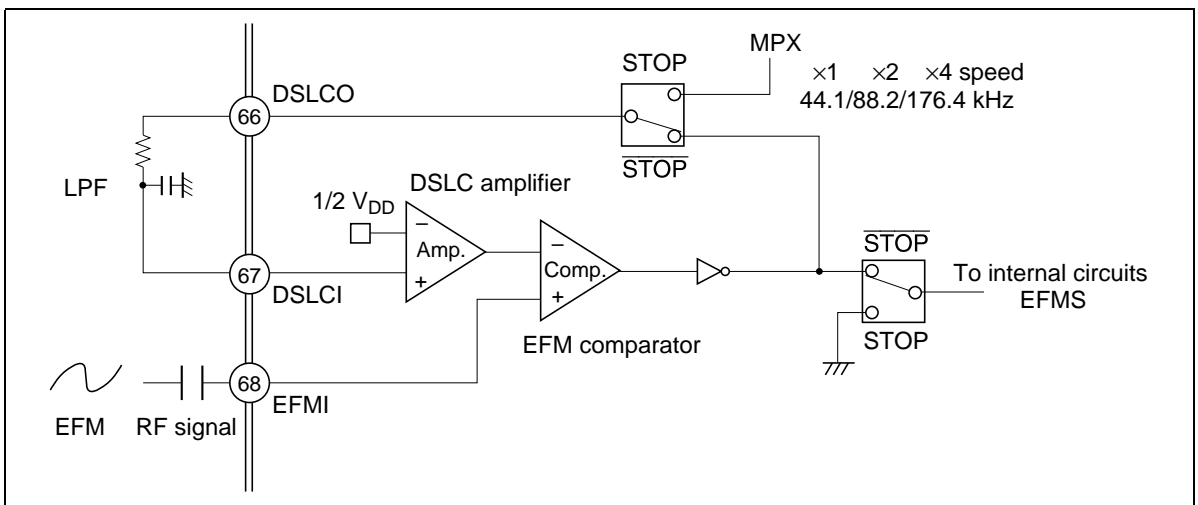 MPX
STOP
×1 ×2 ×4 speed
44.1/88.2/176.4 kHz
DSLCO
66
STOP
LPF
DSLC amplifier
1/2 VDD
−
Amp.
+
−
Comp.
+
67
DSLCI
STOP
To internal circuits
EFMS
STOP
EFM comparator
68
EFMI
EFM RF signal